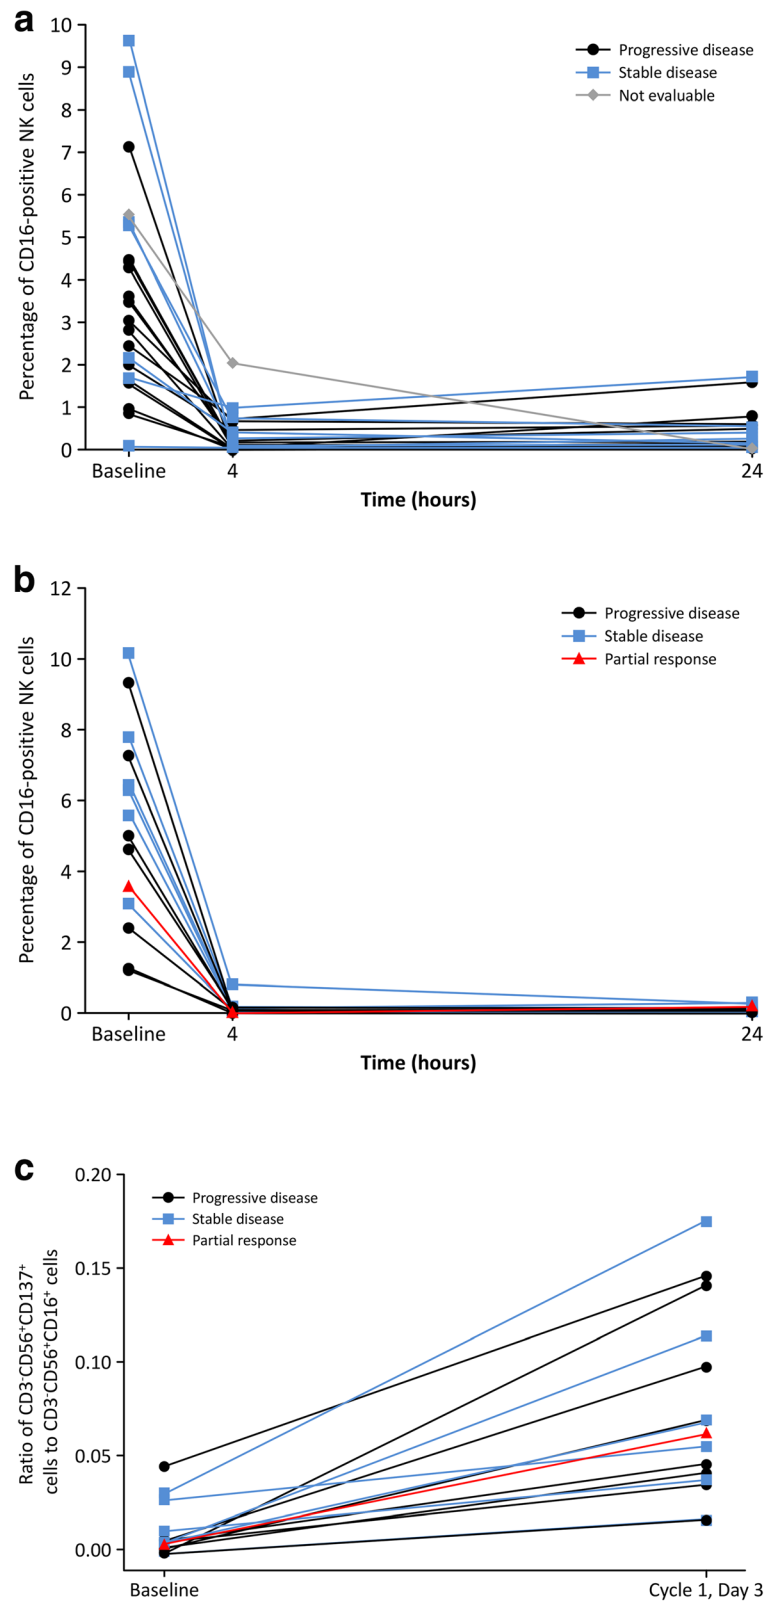 a
Percentage of CD16-positive NK cells
10
9
8
7
6
5
4
3
2
1
0
Progressive disease
Stable disease
Not evaluable
Baseline 4 24
Time (hours)
b
Percentage of CD16-positive NK cells
12
10
8
6
4
2
0
Progressive disease
Stable disease
Partial response
Baseline 4 24
Time (hours)
c
Ratio of CD3⁻CD56⁺CD137⁺
cells to CD3⁻CD56⁺CD16⁺ cells
0.20
0.15
0.10
0.05
0.00
Progressive disease
Stable disease
Partial response
Baseline Cycle 1, Day 3